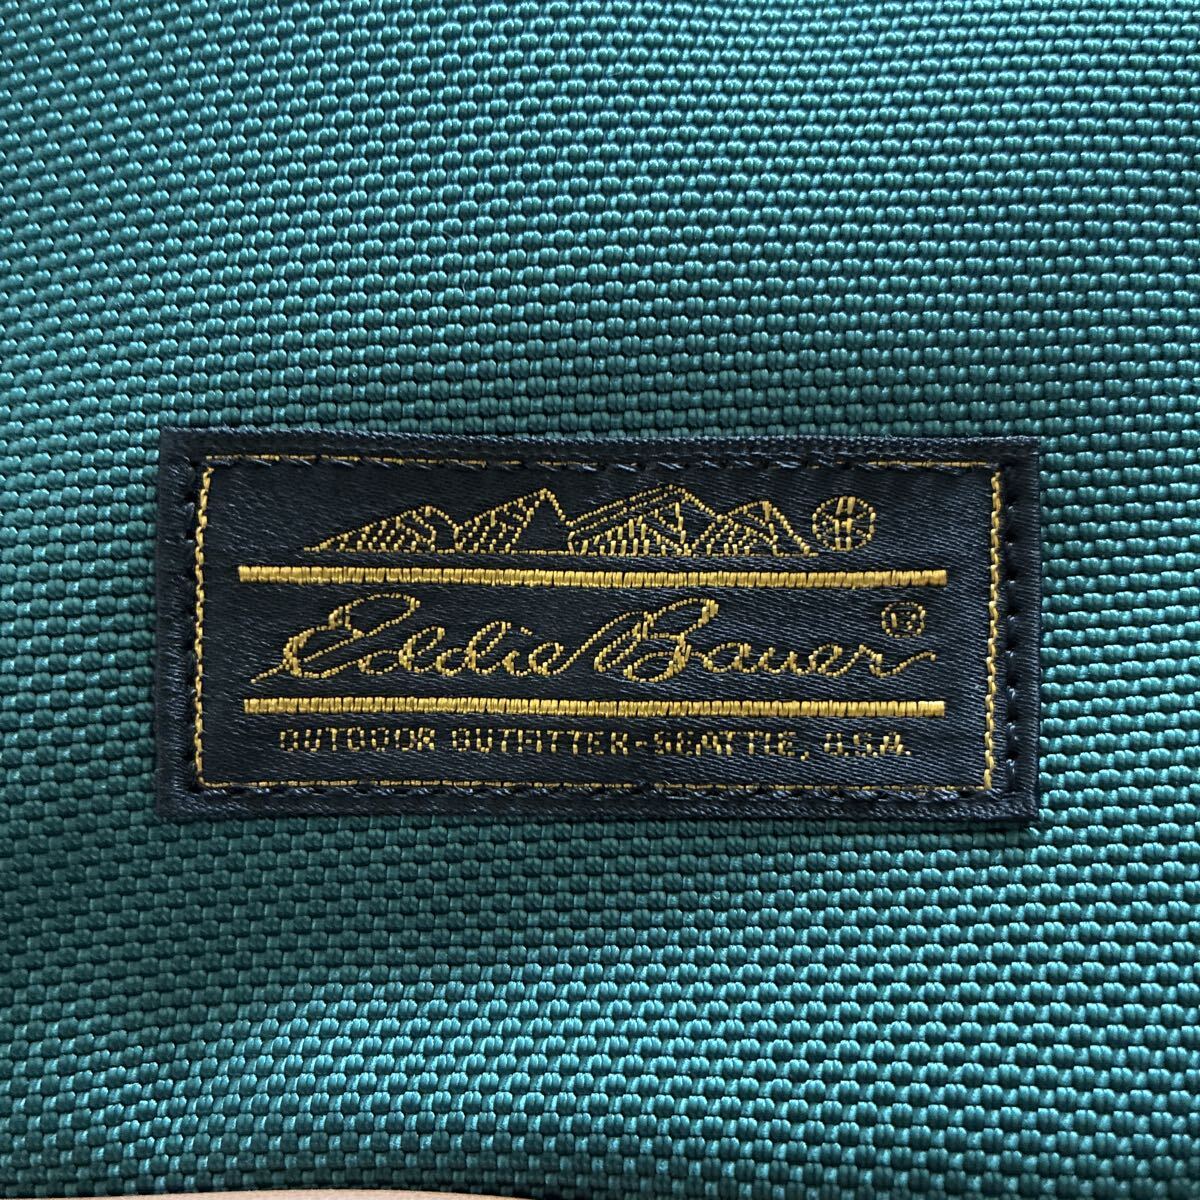 Eddie Bauer ®
OUTDOOR OUTFITTER-SEATTLE, U.S.A.